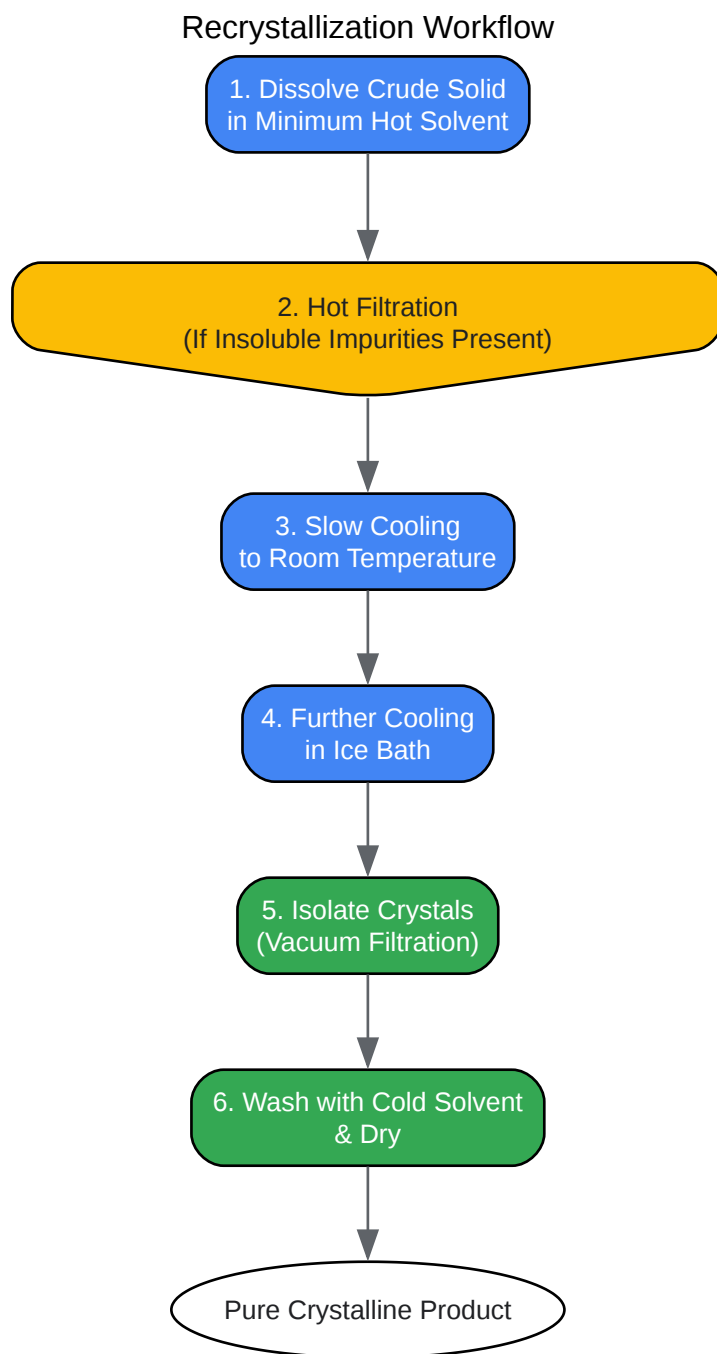 Recrystallization Workflow
1. Dissolve Crude Solid
in Minimum Hot Solvent
2. Hot Filtration
(If Insoluble Impurities Present)
3. Slow Cooling
to Room Temperature
4. Further Cooling
in Ice Bath
5. Isolate Crystals
(Vacuum Filtration)
6. Wash with Cold Solvent
& Dry
Pure Crystalline Product